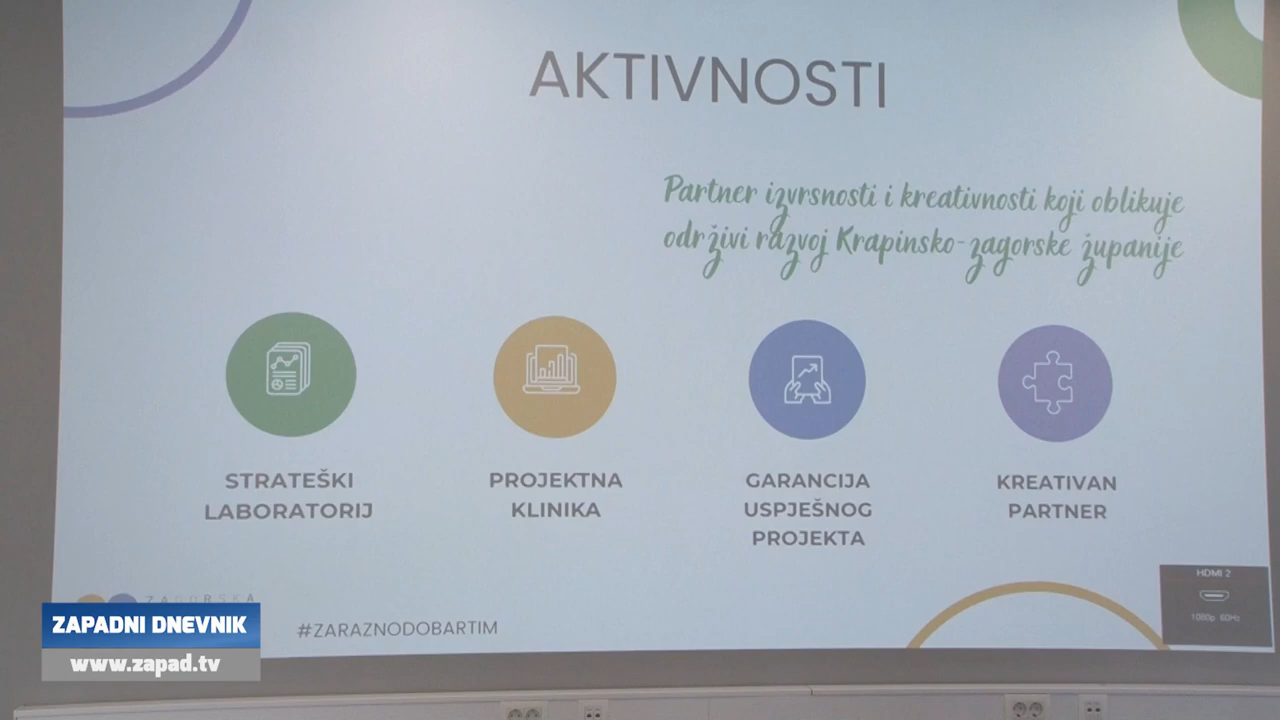 AKTIVNOSTI
Partner izvrsnosti i kreativnosti koji oblikuje
održivi razvoj Krapinsko-zagorske županije
STRATEŠKI
LABORATORIJ
PROJEKTNA
KLINIKA
GARANCIJA
USPJEŠNOG
PROJEKTA
KREATIVAN
PARTNER
HDMI 2
1080p 60Hz
ZAGORSKA
#ZARAZNODOBARTIM
ZAPADNI DNEVNIK
www.zapad.tv